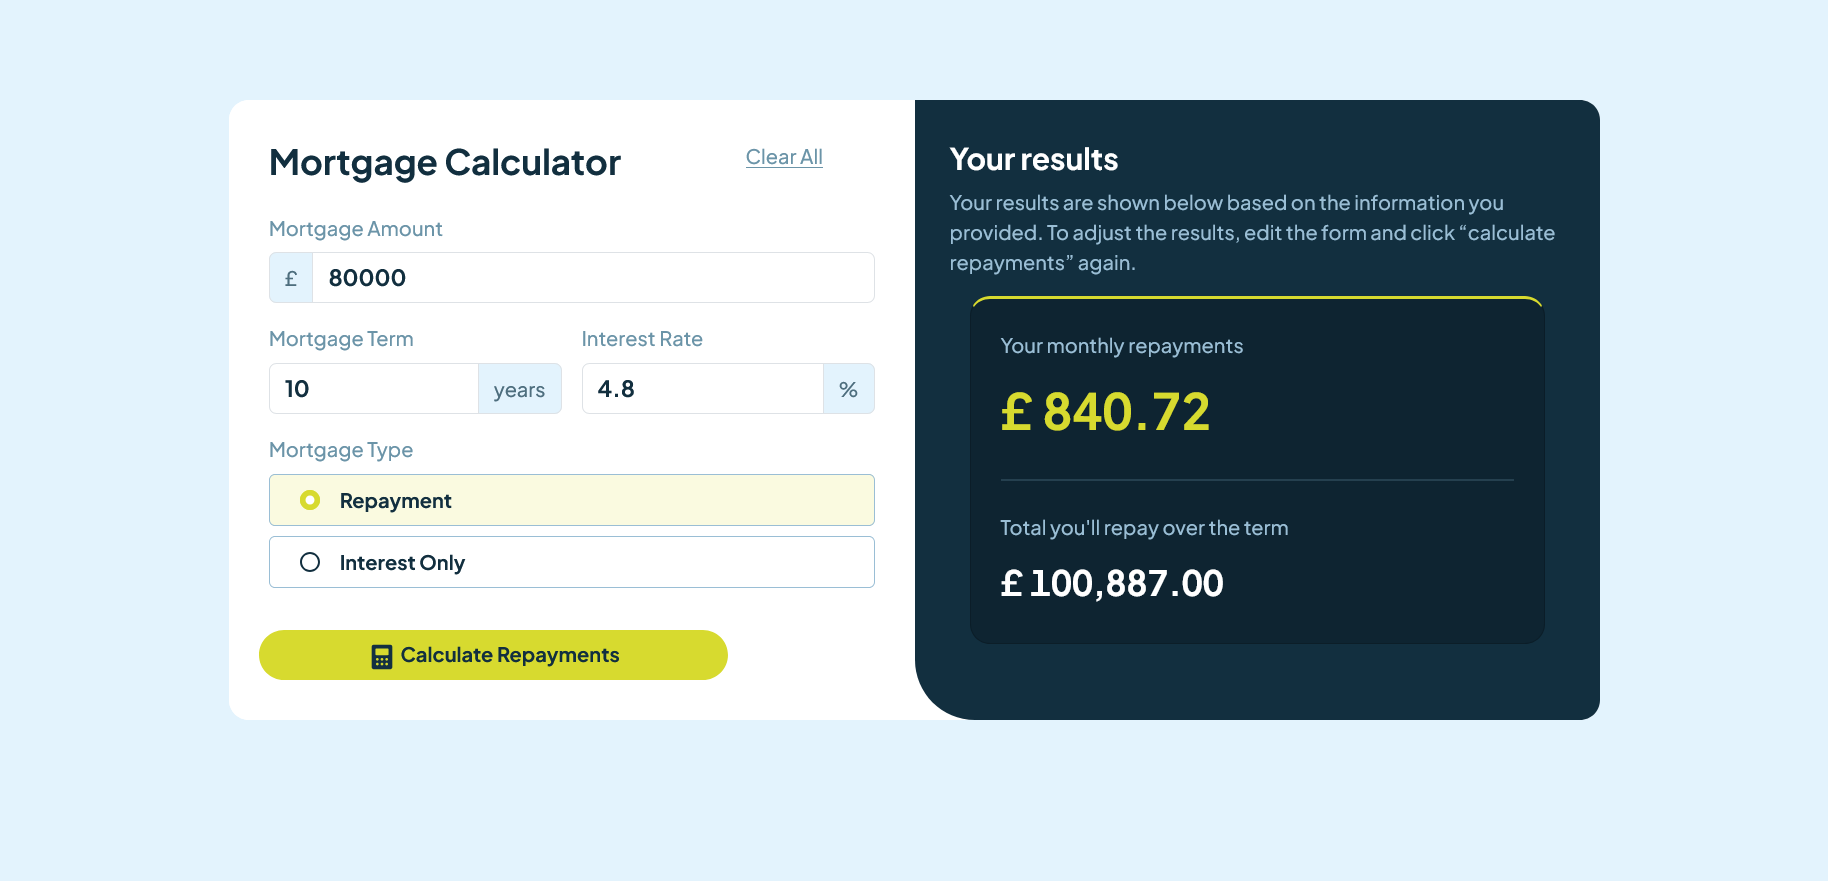 Mortgage Calculator
Clear All
Mortgage Amount
£ 80000
Mortgage Term
10 years
Interest Rate
4.8 %
Mortgage Type
Repayment
Interest Only
Calculate Repayments
Your results
Your results are shown below based on the information you
provided. To adjust the results, edit the form and click “calculate
repayments” again.
Your monthly repayments
£ 840.72
Total you'll repay over the term
£ 100,887.00